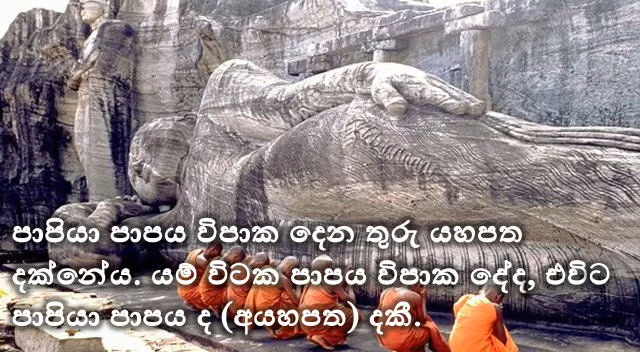 පාපියා පාපය විපාක දෙන තුරු යහපත
දක්නේය. යම් විටක පාපය විපාක දේද, එවිට
පාපියා පාපය ද (අයහපත) දකී.